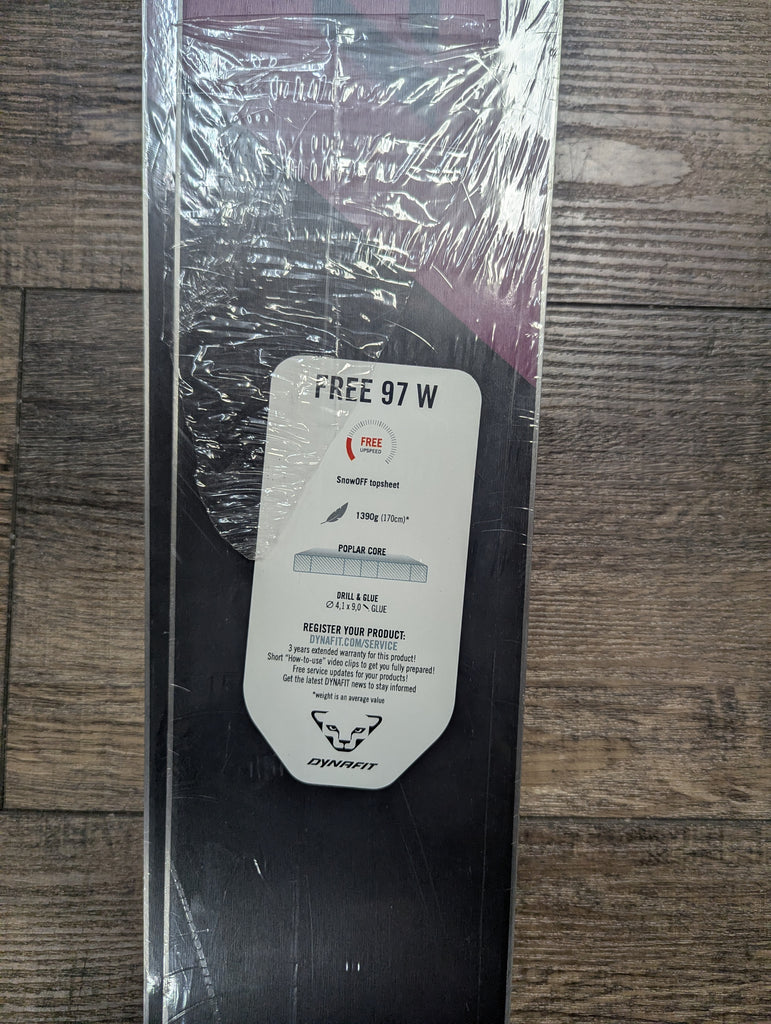 FREE 97 W
FREE
UPSPEED
SnowOFF topsheet
1390g (170cm)*
POPLAR CORE
DRILL & GLUE
Ø 4,1 x 9,0 GLUE
REGISTER YOUR PRODUCT:
DYNAFIT.COM/SERVICE
3 years extended warranty for this product!
Short "How-to-use" video clips to get you fully prepared!
Free service updates for your products!
Get the latest DYNAFIT news to stay informed
*weight is an average value
DYNAFIT